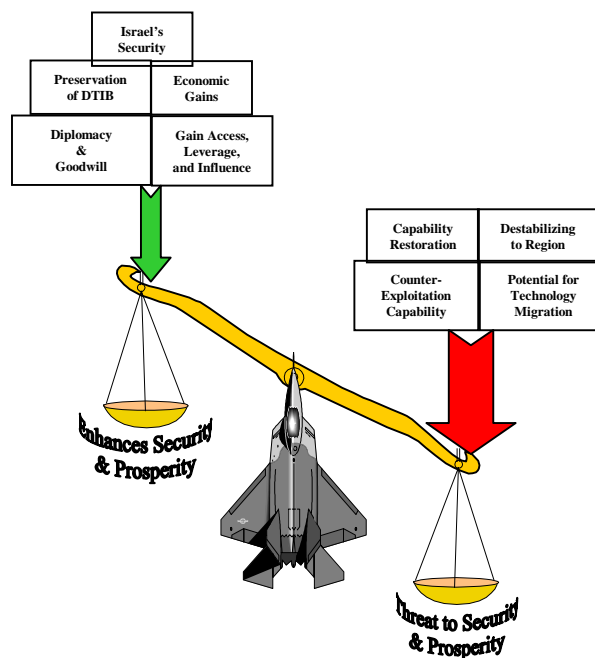 Israel's
Security
Preservation
of DTIB
Economic
Gains
Diplomacy
&
Goodwill
Gain Access,
Leverage,
and Influence
Capability
Restoration
Destabilizing
to Region
Counter-
Exploitation
Capability
Potential for
Technology
Migration
Enhances Security
& Prosperity
Threat to Security
& Prosperity